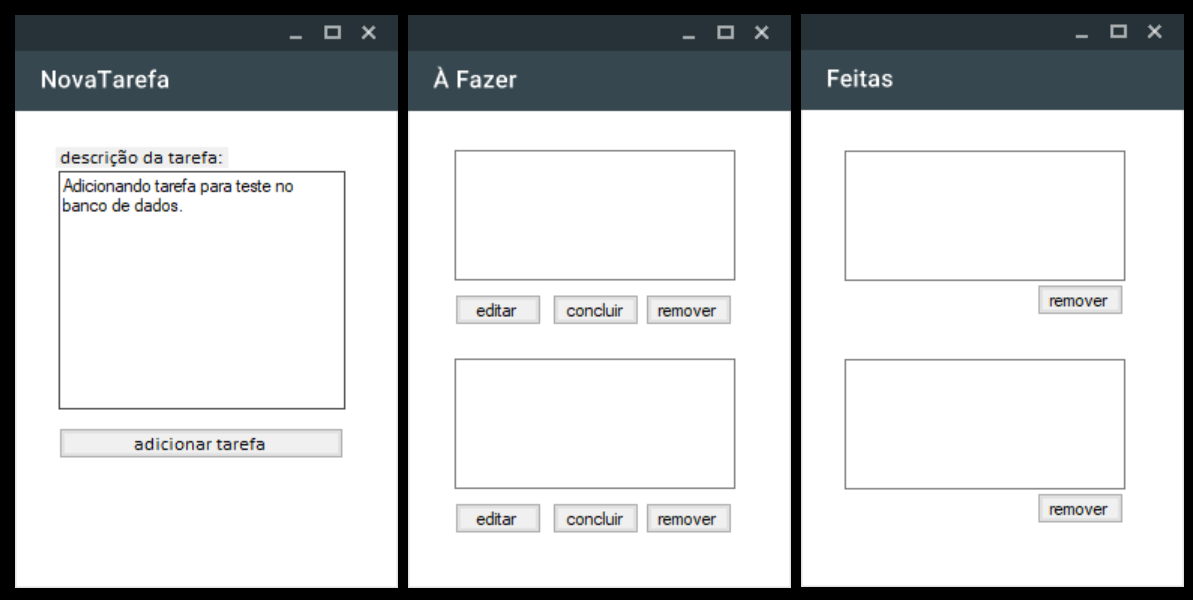 NovaTarefa
descrição da tarefa:
Adicionando tarefa para teste no
banco de dados.
adicionar tarefa
À Fazer
editar concluir remover
editar concluir remover
Feitas
remover
remover